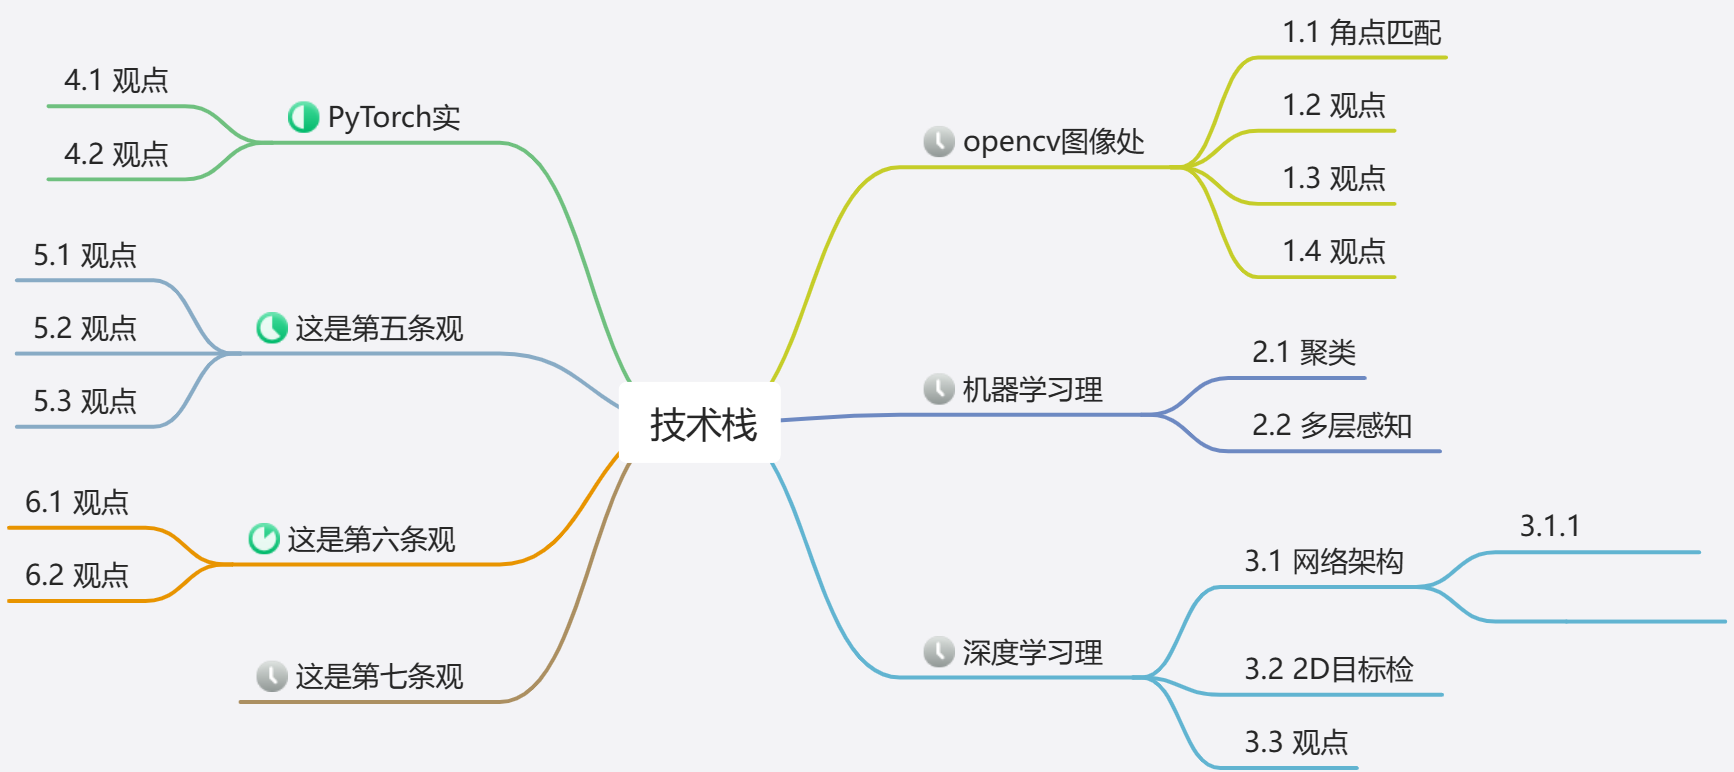 技术栈
opencv图像处
1.1 角点匹配
1.2 观点
1.3 观点
1.4 观点
机器学习理
2.1 聚类
2.2 多层感知
深度学习理
3.1 网络架构
3.1.1
3.2 2D目标检
3.3 观点
PyTorch实
4.1 观点
4.2 观点
这是第五条观
5.1 观点
5.2 观点
5.3 观点
这是第六条观
6.1 观点
6.2 观点
这是第七条观